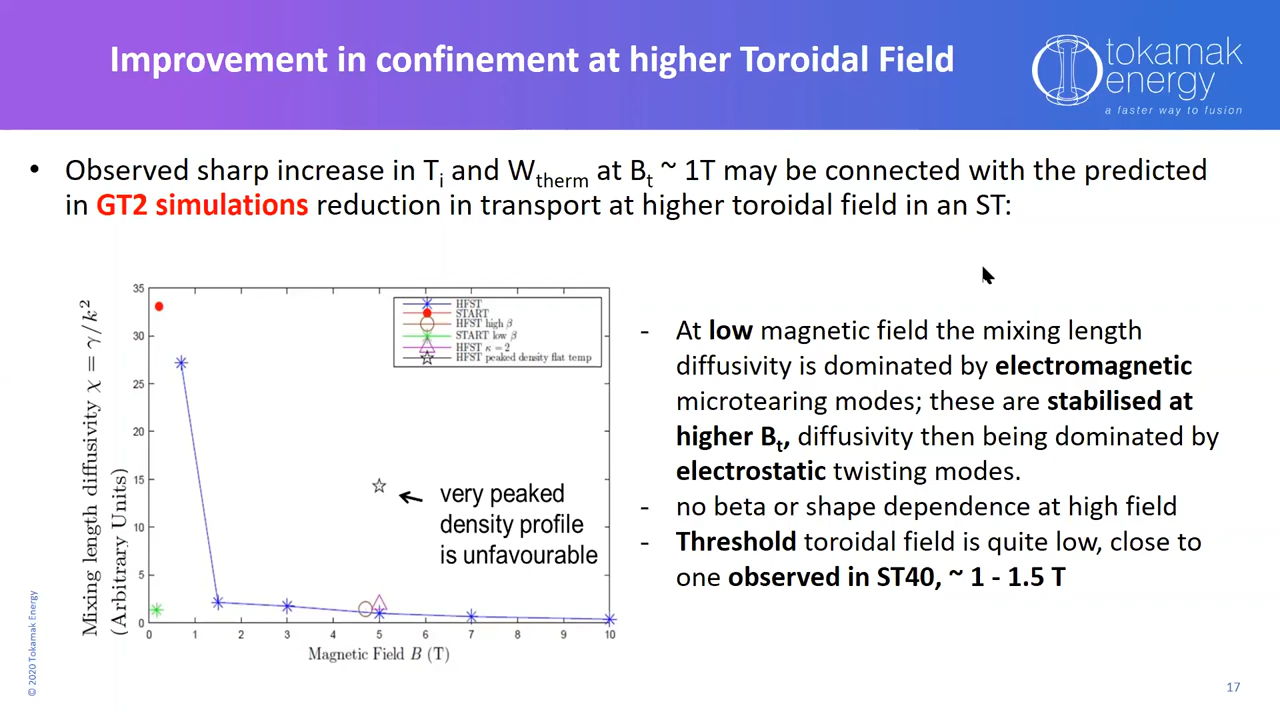 Improvement in confinement at higher Toroidal Field
tokamak
energy
a faster way to fusion
• Observed sharp increase in Ti and Wtherm at Bt ~ 1T may be connected with the predicted
in GT2 simulations reduction in transport at higher toroidal field in an ST:
Mixing length diffusivity χ = γ/k²
(Arbitrary Units)
35
30
25
20
15
10
5
0
0 1 2 3 4 5 6 7 8 9 10
Magnetic Field B (T)
HFST
START
HFST high β
START low β
HFST κ = 2
HFST peaked density flat temp
very peaked
density profile
is unfavourable
- At low magnetic field the mixing length
diffusivity is dominated by electromagnetic
microtearing modes; these are stabilised at
higher Bt, diffusivity then being dominated by
electrostatic twisting modes.
- no beta or shape dependence at high field
- Threshold toroidal field is quite low, close to
one observed in ST40, ~ 1 - 1.5 T
© 2020 Tokamak Energy
17